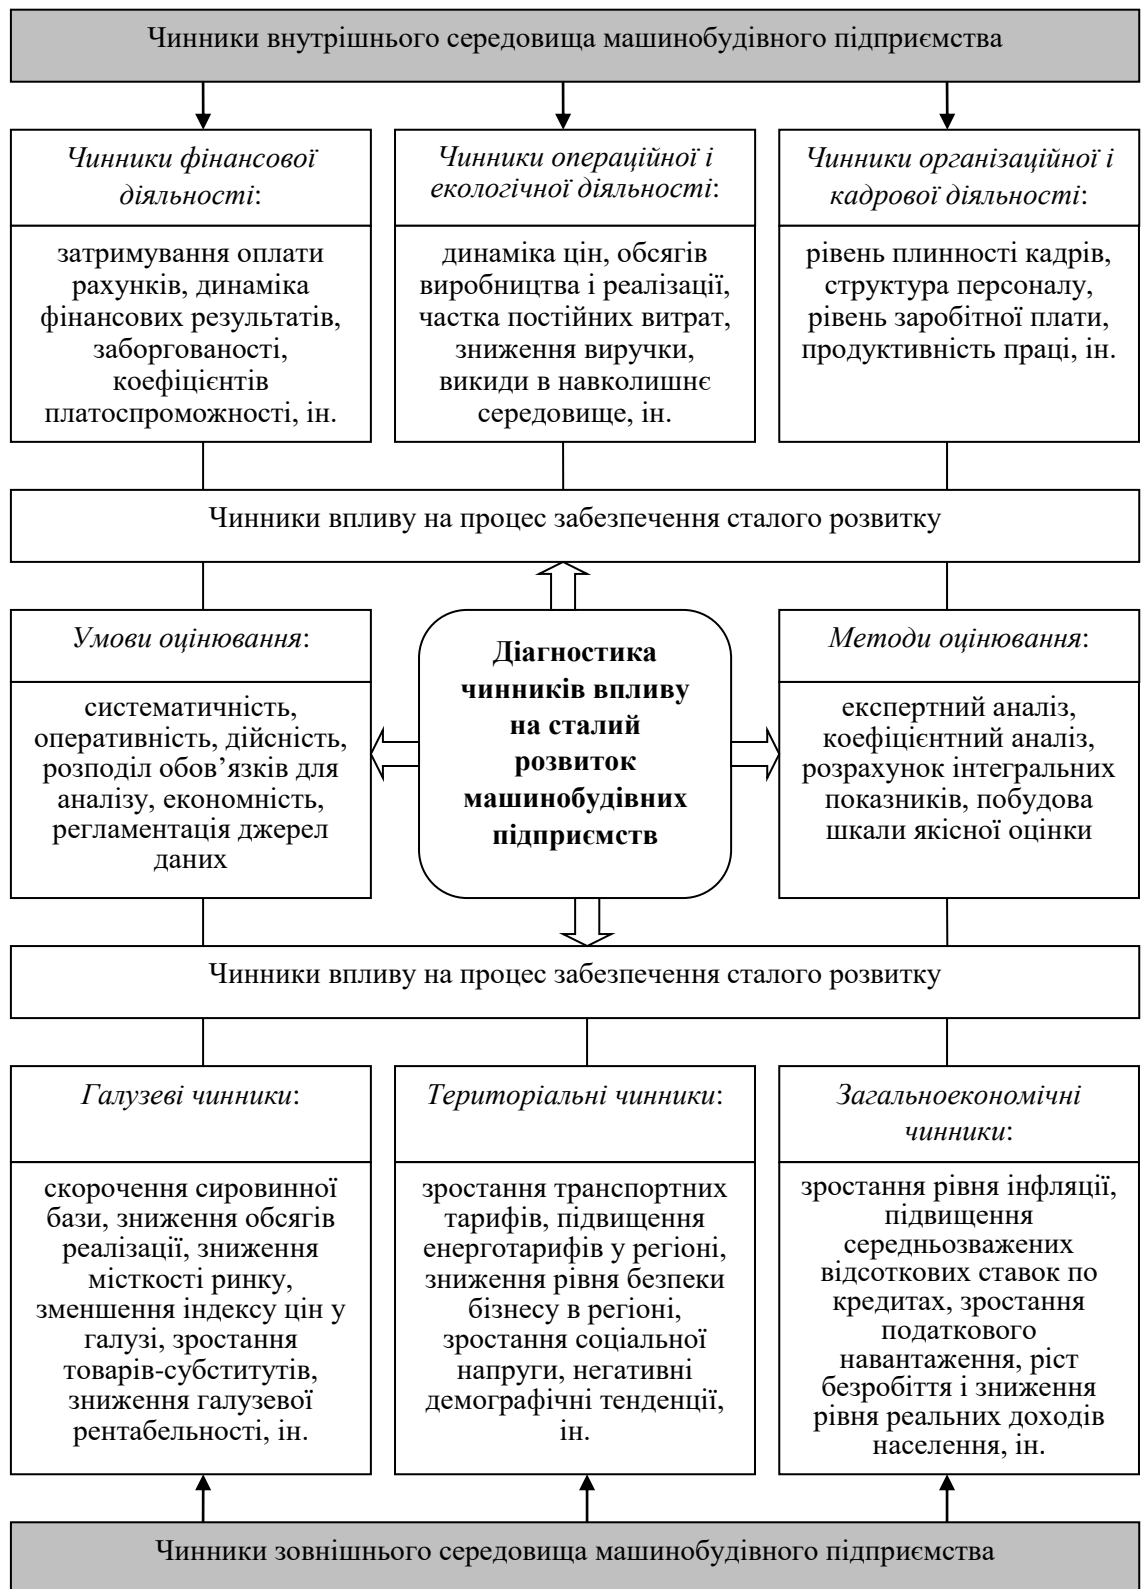 Чинники внутрішнього середовища машинобудівного підприємства
Чинники фінансової
діяльності:
затримування оплати
рахунків, динаміка
фінансових результатів,
заборгованості,
коефіцієнтів
платоспроможності, ін.
Чинники операційної і
екологічної діяльності:
динаміка цін, обсягів
виробництва і реалізації,
частка постійних витрат,
зниження виручки,
викиди в навколишнє
середовище, ін.
Чинники організаційної і
кадрової діяльності:
рівень плинності кадрів,
структура персоналу,
рівень заробітної плати,
продуктивність праці, ін.
Чинники впливу на процес забезпечення сталого розвитку
Умови оцінювання:
систематичність,
оперативність, дійсність,
розподіл обов’язків для
аналізу, економність,
регламентація джерел
даних
Діагностика
чинників впливу
на сталий
розвиток
машинобудівних
підприємств
Методи оцінювання:
експертний аналіз,
коефіцієнтний аналіз,
розрахунок інтегральних
показників, побудова
шкали якісної оцінки
Чинники впливу на процес забезпечення сталого розвитку
Галузеві чинники:
скорочення сировинної
бази, зниження обсягів
реалізації, зниження
місткості ринку,
зменшення індексу цін у
галузі, зростання
товарів-субститутів,
зниження галузевої
рентабельності, ін.
Територіальні чинники:
зростання транспортних
тарифів, підвищення
енерготарифів у регіоні,
зниження рівня безпеки
бізнесу в регіоні,
зростання соціальної
напруги, негативні
демографічні тенденції,
ін.
Загальноекономічні
чинники:
зростання рівня інфляції,
підвищення
середньозважених
відсоткових ставок по
кредитах, зростання
податкового
навантаження, ріст
безробіття і зниження
рівня реальних доходів
населення, ін.
Чинники зовнішнього середовища машинобудівного підприємства